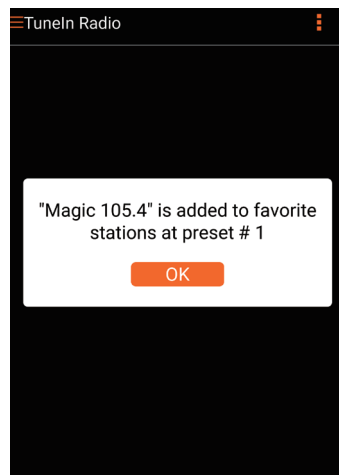 TuneIn Radio
"Magic 105.4" is added to favorite
stations at preset # 1
OK